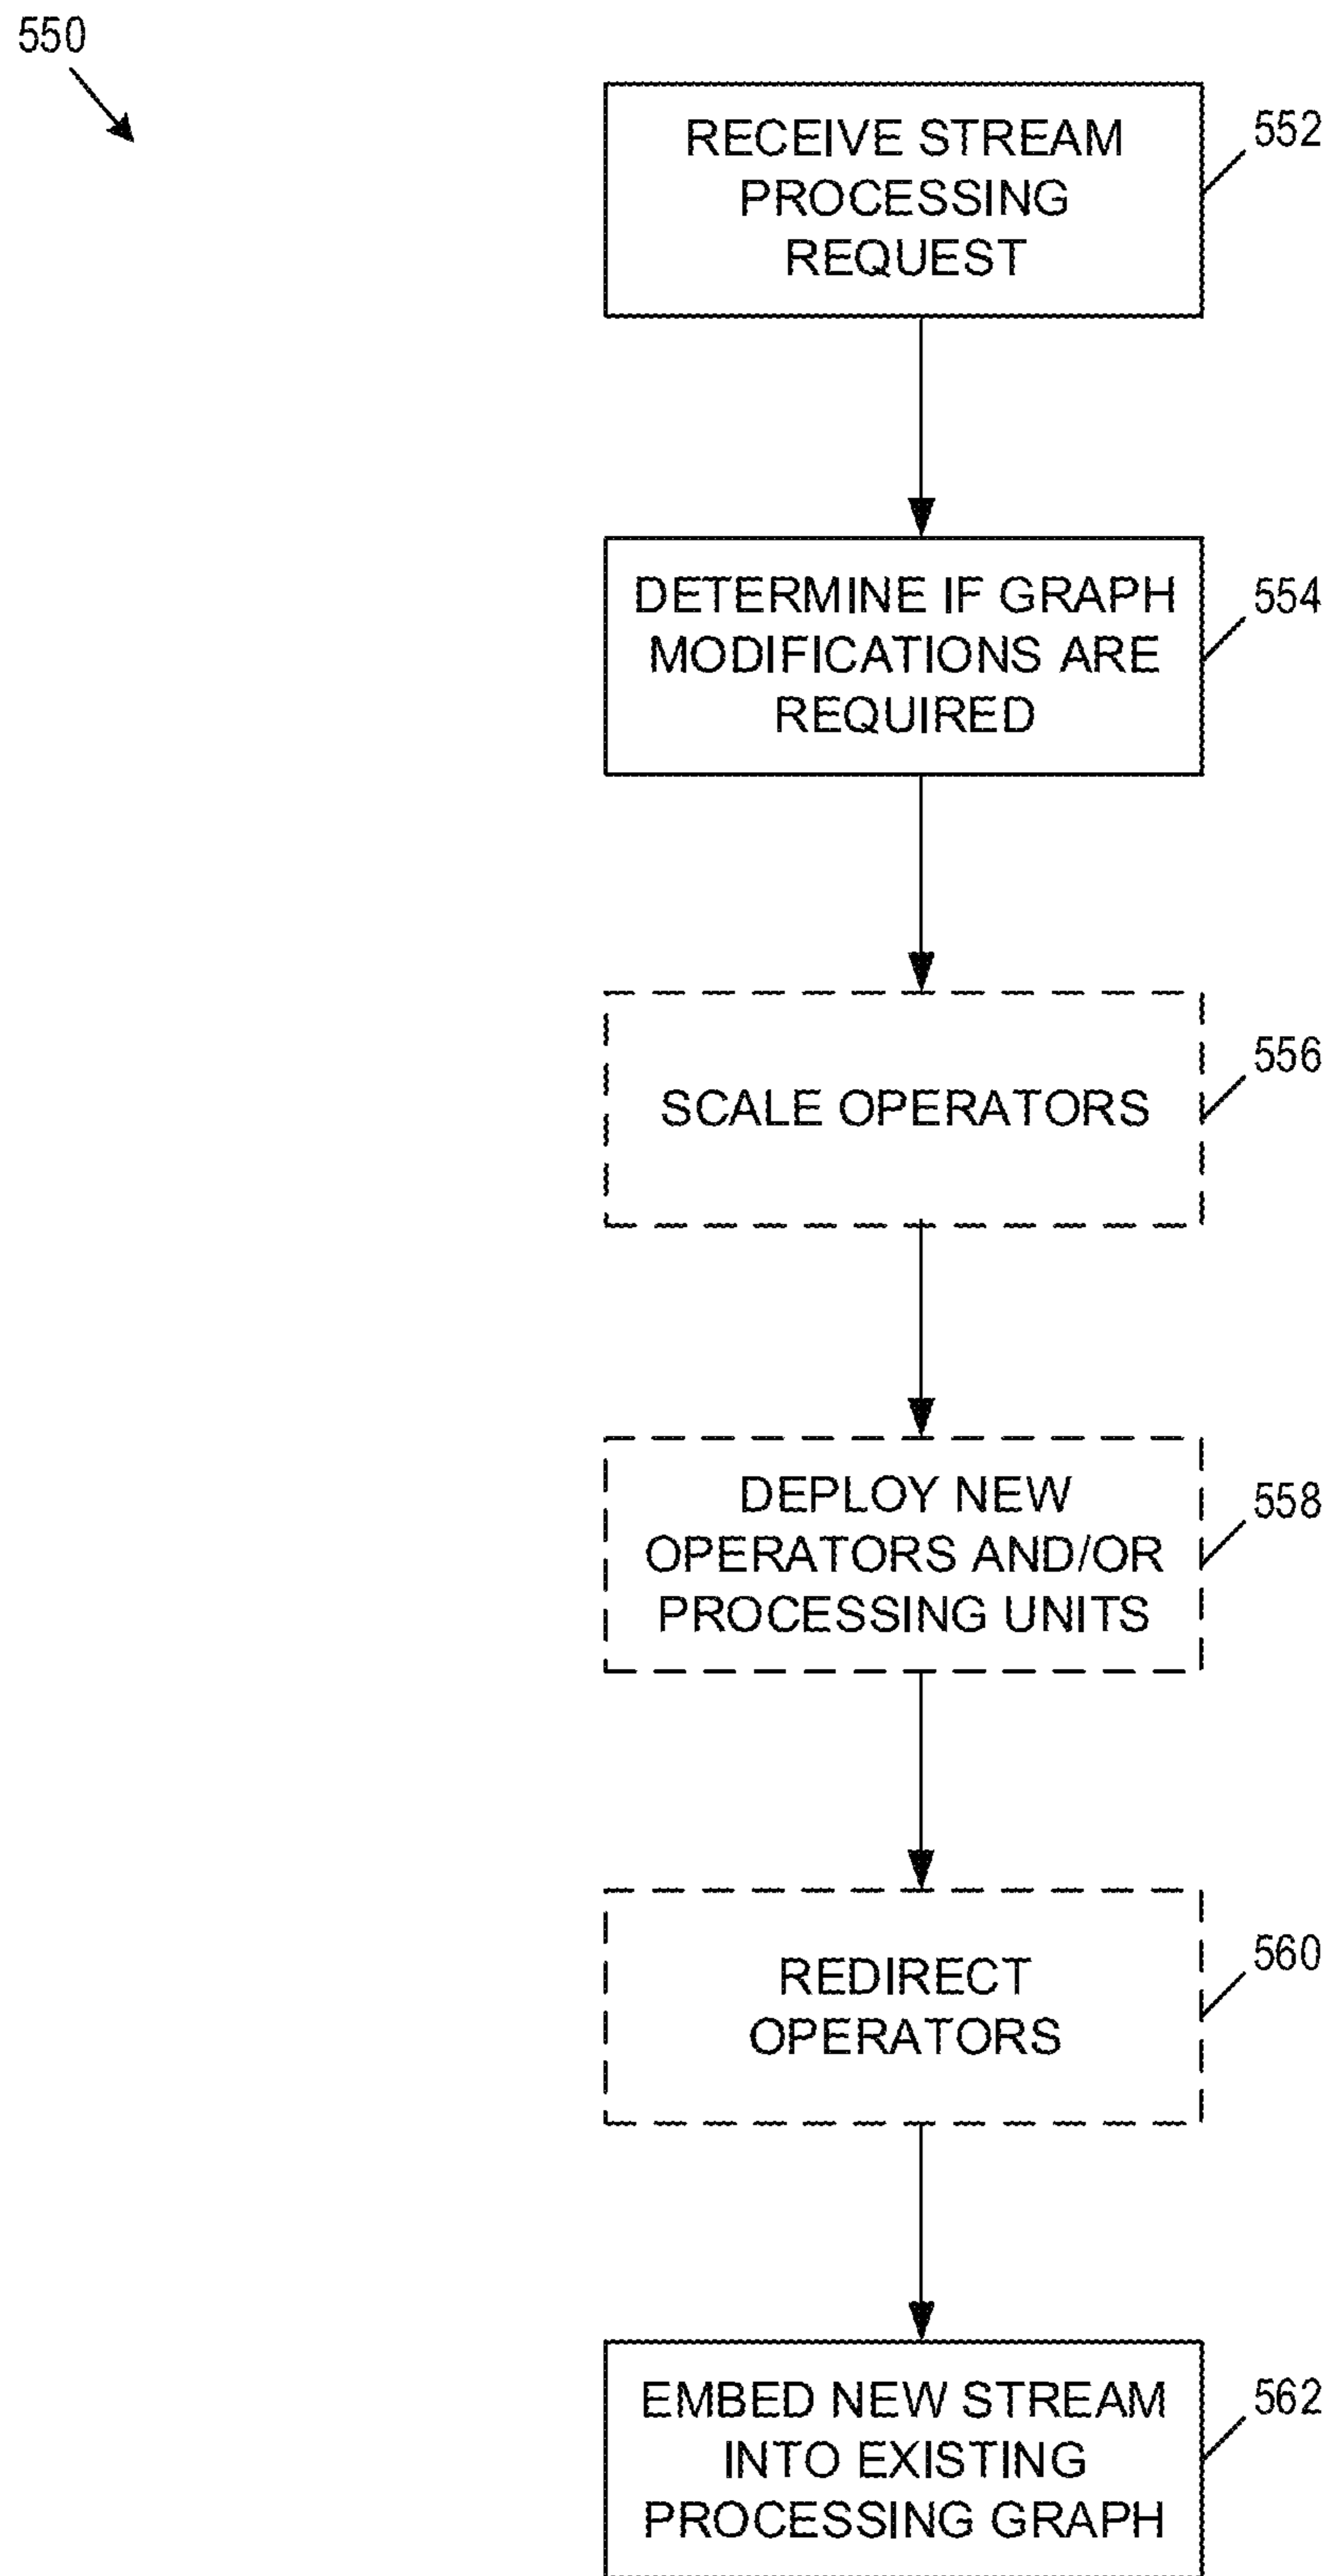 550
RECEIVE STREAM
PROCESSING
REQUEST
552
DETERMINE IF GRAPH
MODIFICATIONS ARE
REQUIRED
554
SCALE OPERATORS
556
DEPLOY NEW
OPERATORS AND/OR
PROCESSING UNITS
558
REDIRECT
OPERATORS
560
EMBED NEW STREAM
INTO EXISTING
PROCESSING GRAPH
562